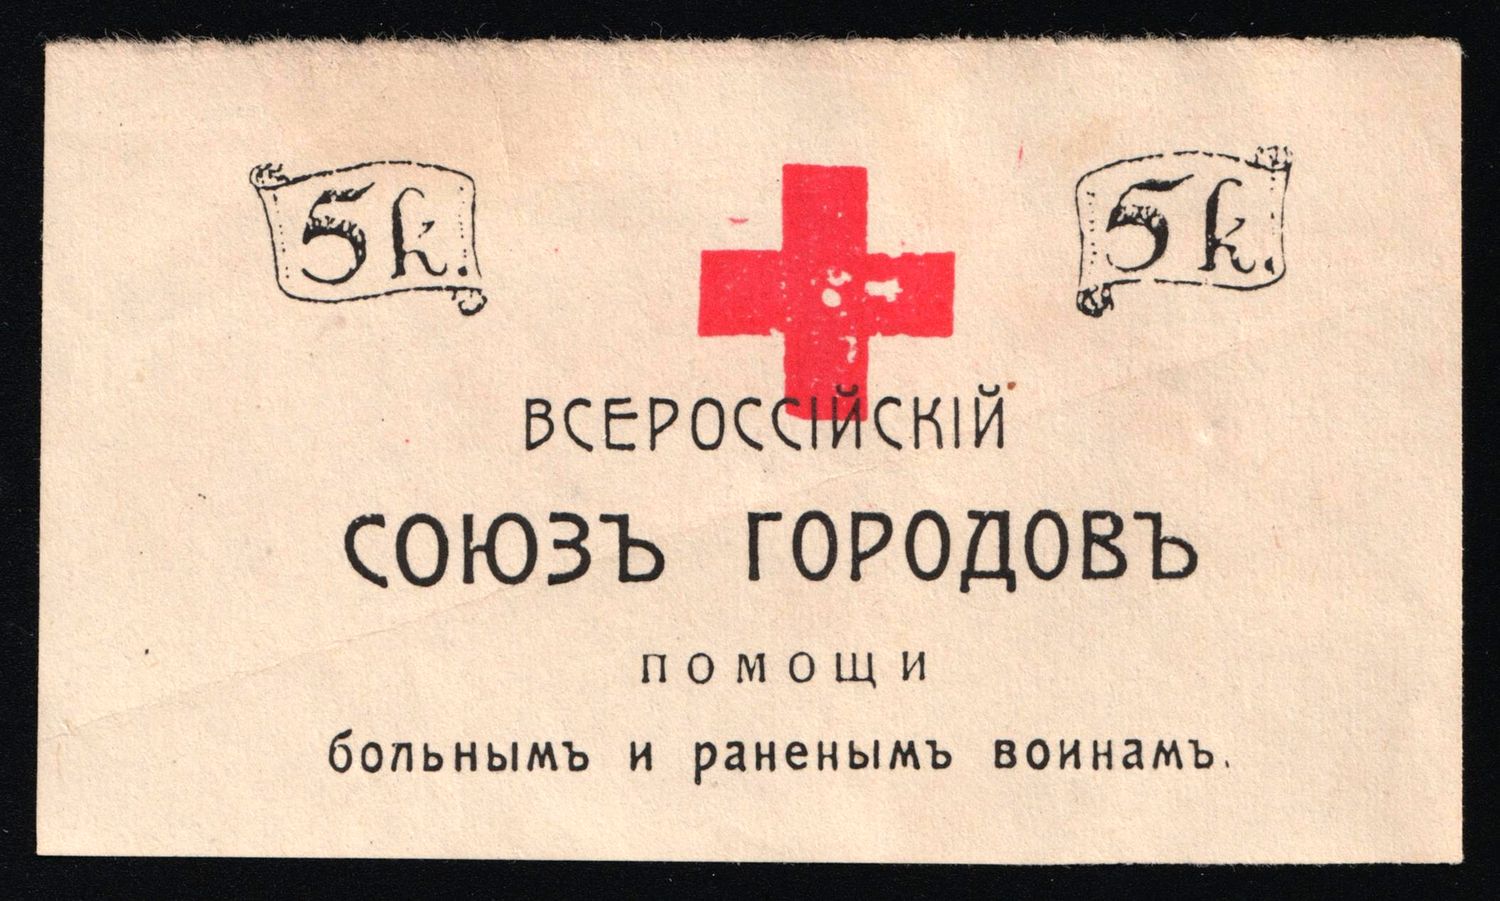 5 k.
5 k.
ВСЕРОССІЙСКІЙ
СОЮЗЪ ГОРОДОВЪ
ПОМОЩИ
больнымъ и раненымъ воинамъ.